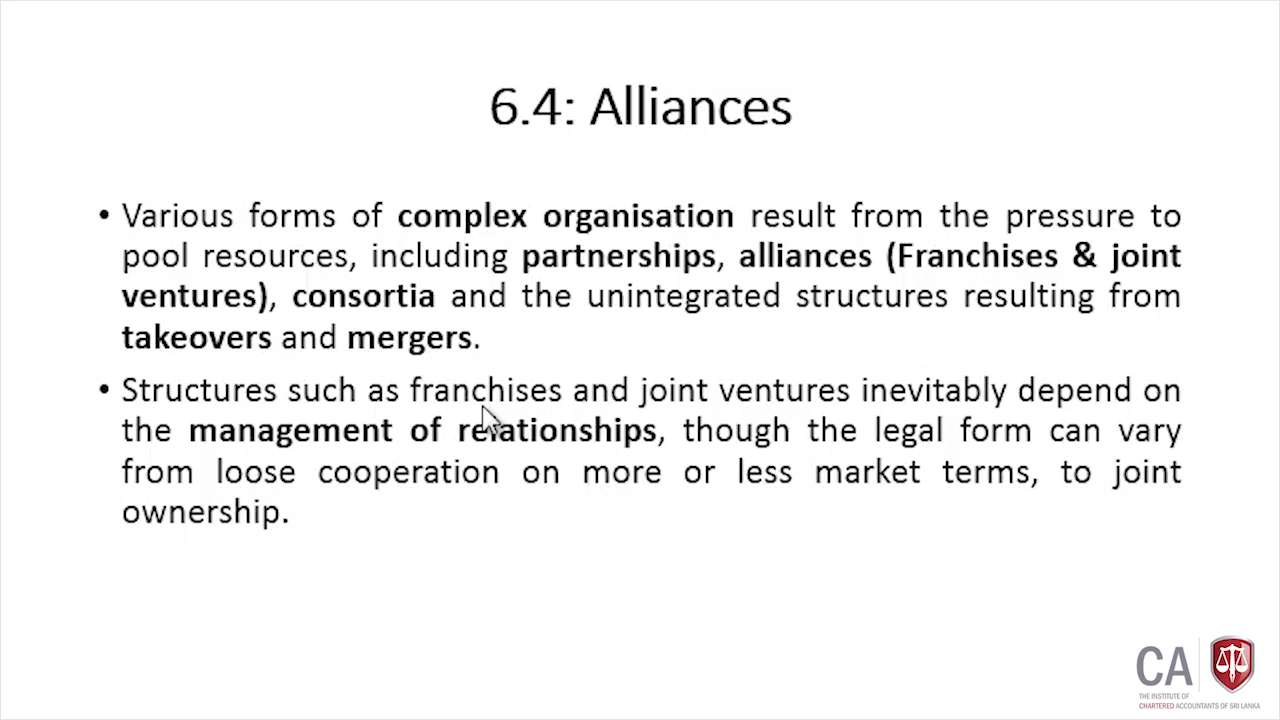 6.4: Alliances
• Various forms of complex organisation result from the pressure to
pool resources, including partnerships, alliances (Franchises & joint
ventures), consortia and the unintegrated structures resulting from
takeovers and mergers.
• Structures such as franchises and joint ventures inevitably depend on
the management of relationships, though the legal form can vary
from loose cooperation on more or less market terms, to joint
ownership.
CA
THE INSTITUTE OF
CHARTERED ACCOUNTANTS OF SRI LANKA